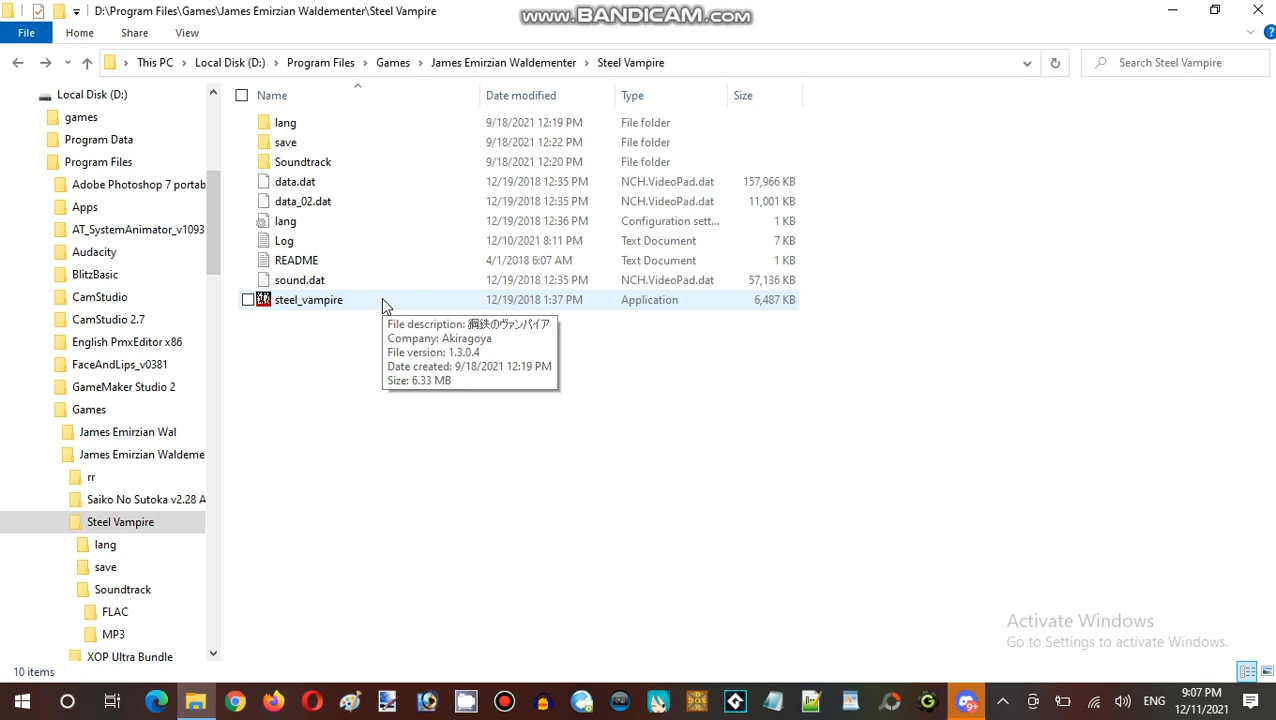 D:\Program Files\Games\James Emirzian Waldementer\Steel Vampire
www.BANDICAM.com
File
Home
Share
View
This PC
Local Disk (D:)
Program Files
Games
James Emirzian Waldementer
Steel Vampire
Search Steel Vampire
Local Disk (D:)
games
Program Data
Program Files
Adobe Photoshop 7 portab
Apps
AT_SystemAnimator_v1093
Audacity
BlitzBasic
CamStudio
CamStudio 2.7
English PmxEditor x86
FaceAndLips_v0381
GameMaker Studio 2
Games
James Emirzian Wal
James Emirzian Waldeme
rr
Saiko No Sutoka v2.28 A
Steel Vampire
lang
save
Soundtrack
FLAC
MP3
XOP Ultra Bundle
Name Date modified Type Size
lang 9/18/2021 12:19 PM File folder
save 9/18/2021 12:22 PM File folder
Soundtrack 9/18/2021 12:20 PM File folder
data.dat 12/19/2018 12:35 PM NCH.VideoPad.dat 157,966 KB
data_02.dat 12/19/2018 12:35 PM NCH.VideoPad.dat 11,001 KB
lang 12/19/2018 12:36 PM Configuration sett... 1 KB
Log 12/10/2021 8:11 PM Text Document 7 KB
README 4/1/2018 6:07 AM Text Document 1 KB
sound.dat 12/19/2018 12:35 PM NCH.VideoPad.dat 57,136 KB
steel_vampire 12/19/2018 1:37 PM Application 6,487 KB
File description: 鋼鉄のヴァンパイア
Company: Akiragoya
File version: 1.3.0.4
Date created: 9/18/2021 12:19 PM
Size: 6.33 MB
Activate Windows
Go to Settings to activate Windows.
10 items
9+
ENG
9:07 PM
12/11/2021